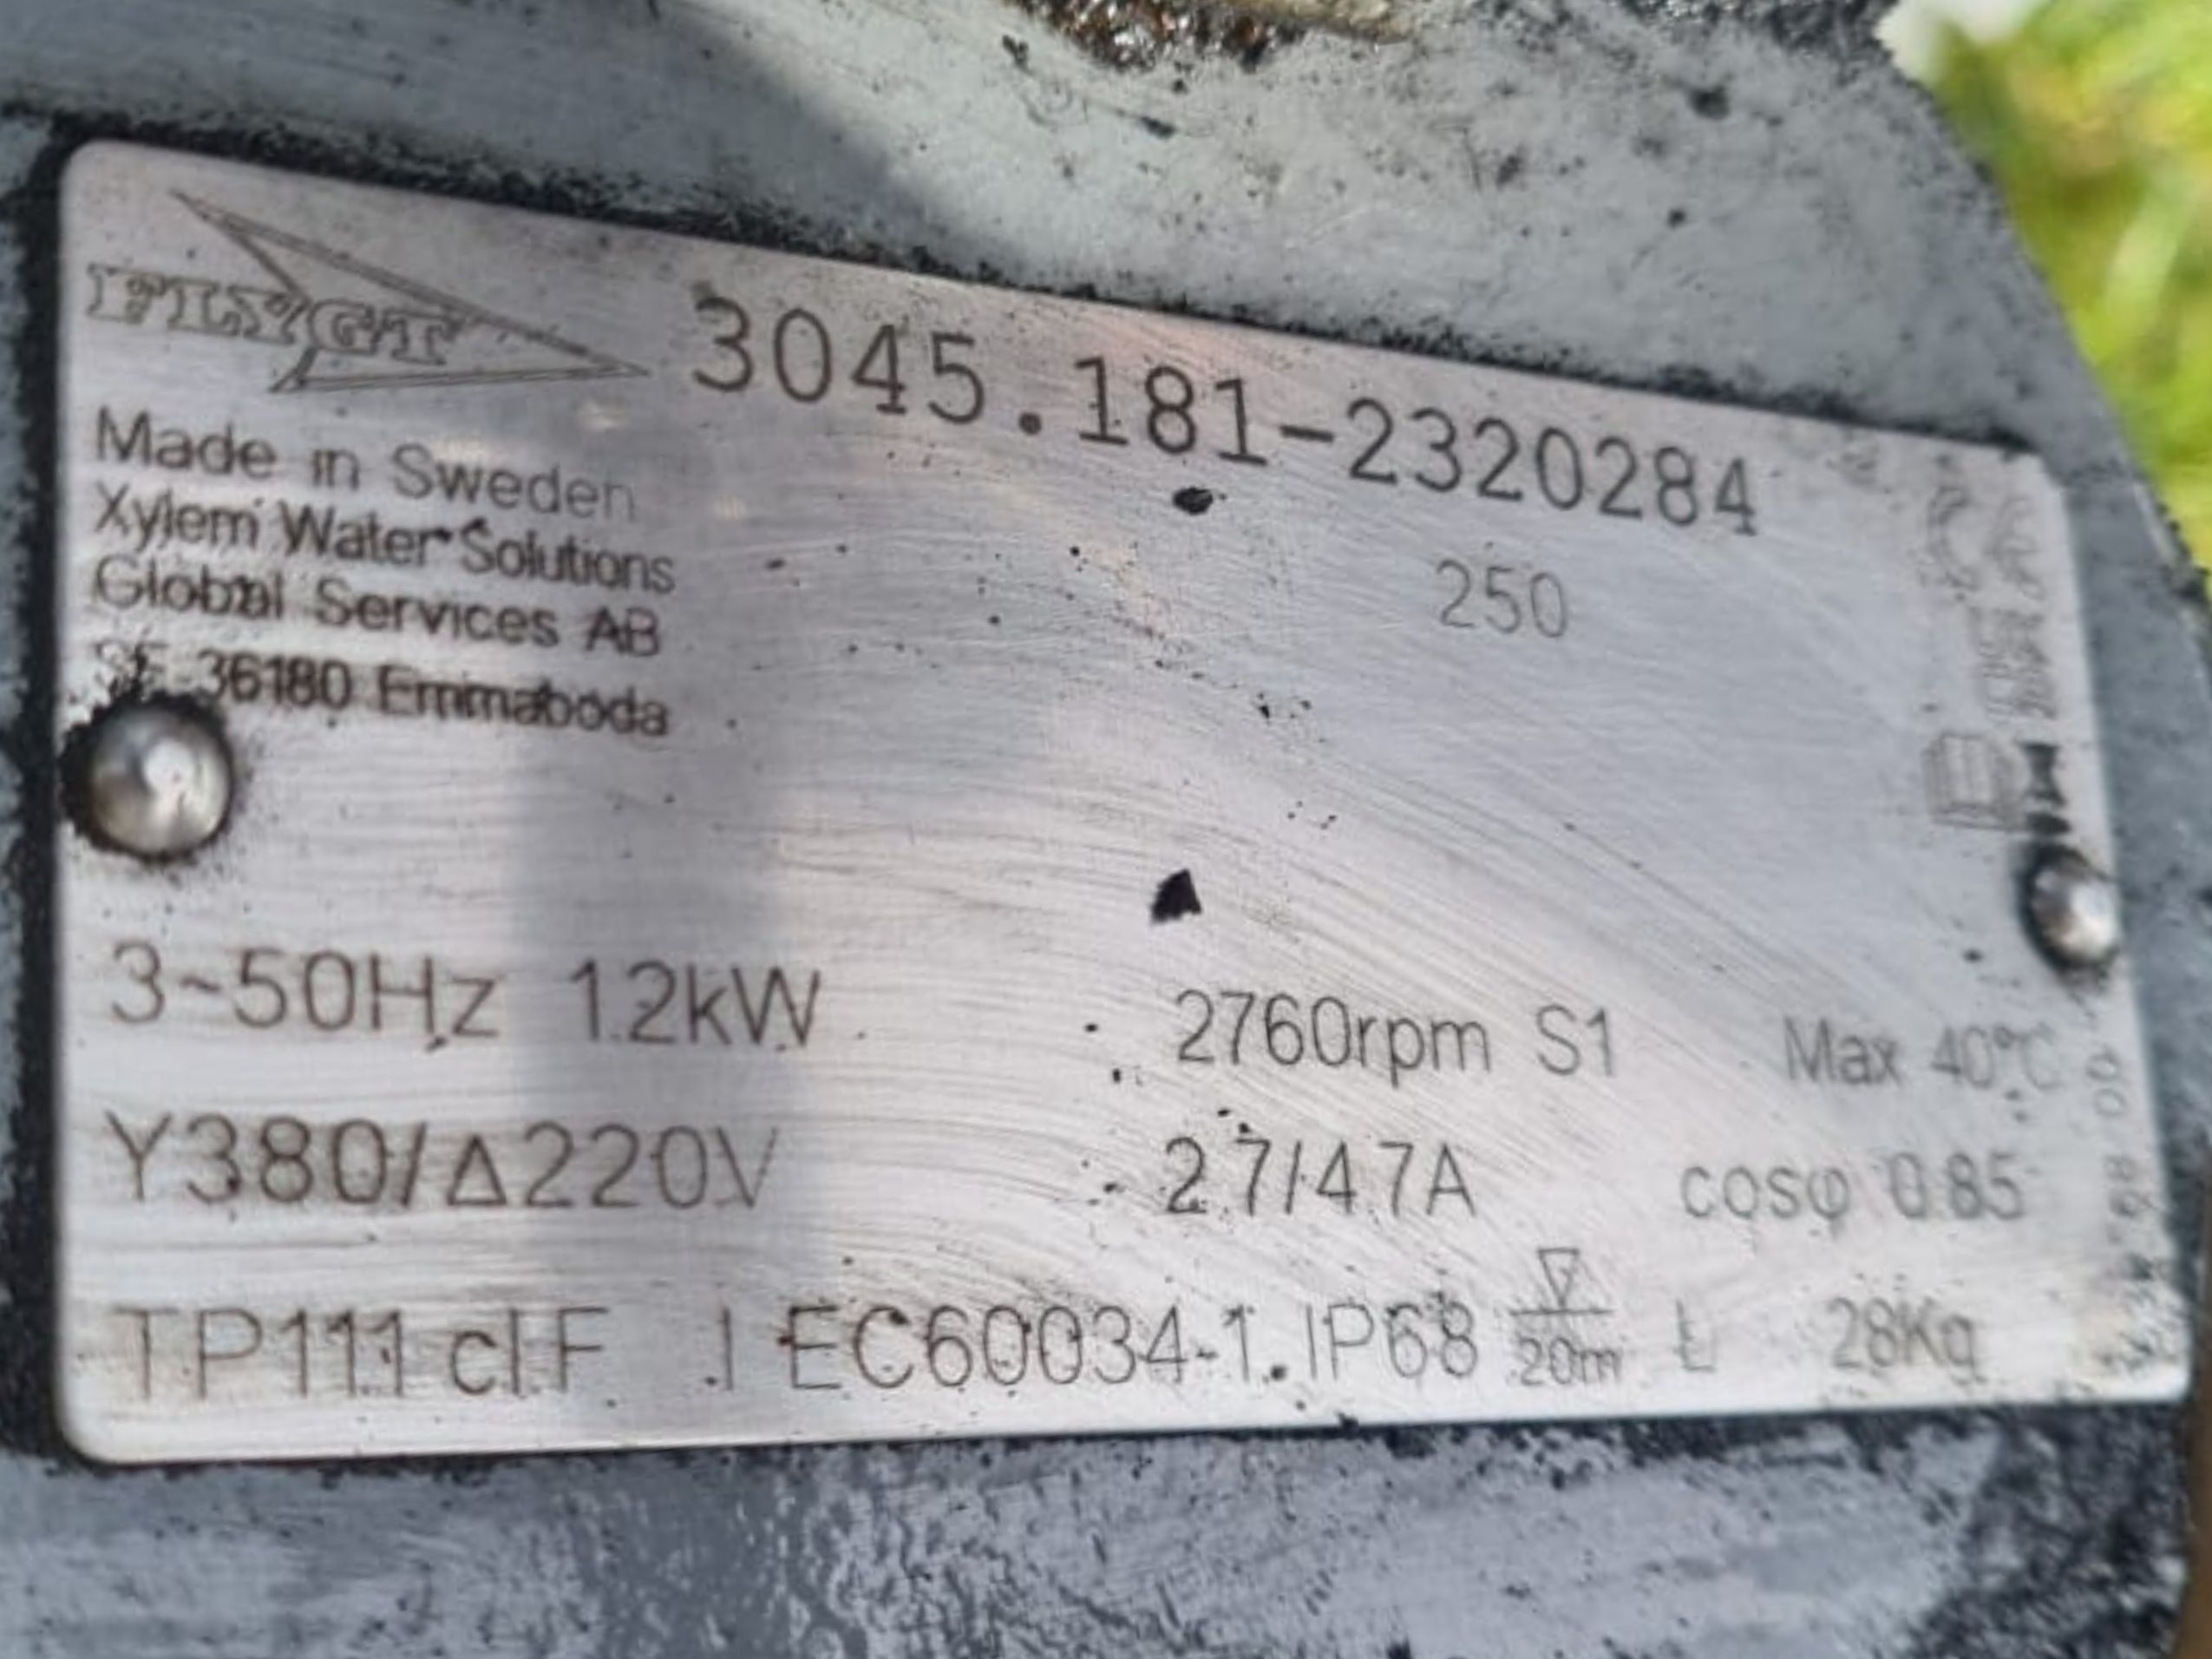 FLYGT
3045.181-2320284
Made in Sweden
Xylem Water Solutions
Global Services AB
SE-36180 Emmaboda
250
3~50Hz 1.2kW 2760rpm S1 Max 40°C
Y380/Δ220V 2.7/4.7A cosφ 0.85
TP111 cl.F IEC60034-1 IP68 20m L 28Kg